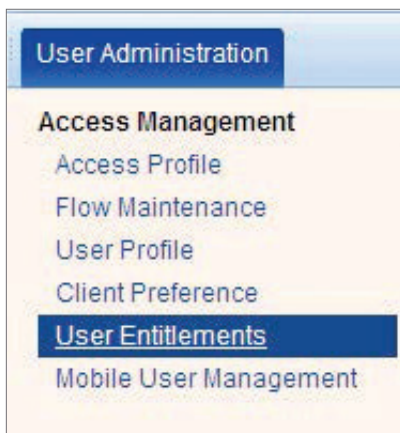 User Administration
Access Management
Access Profile
Flow Maintenance
User Profile
Client Preference
User Entitlements
Mobile User Management